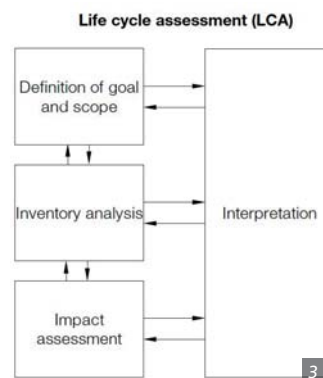 Life cycle assessment (LCA)
Definition of goal
and scope
Inventory analysis
Interpretation
Impact
assessment
3